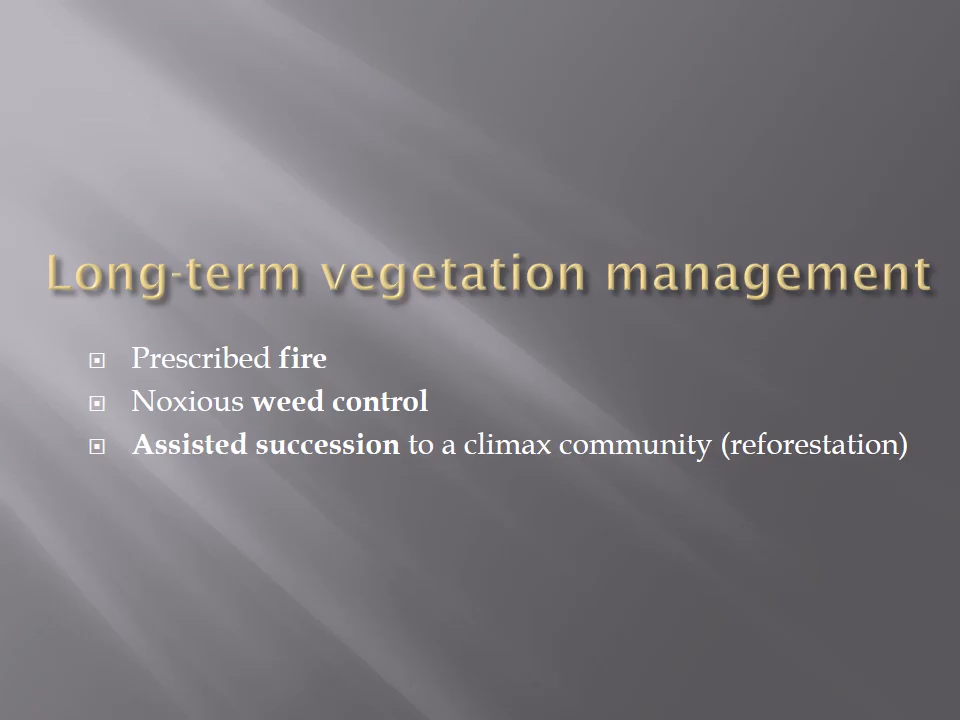 Long-term vegetation management
Prescribed fire
Noxious weed control
Assisted succession to a climax community (reforestation)